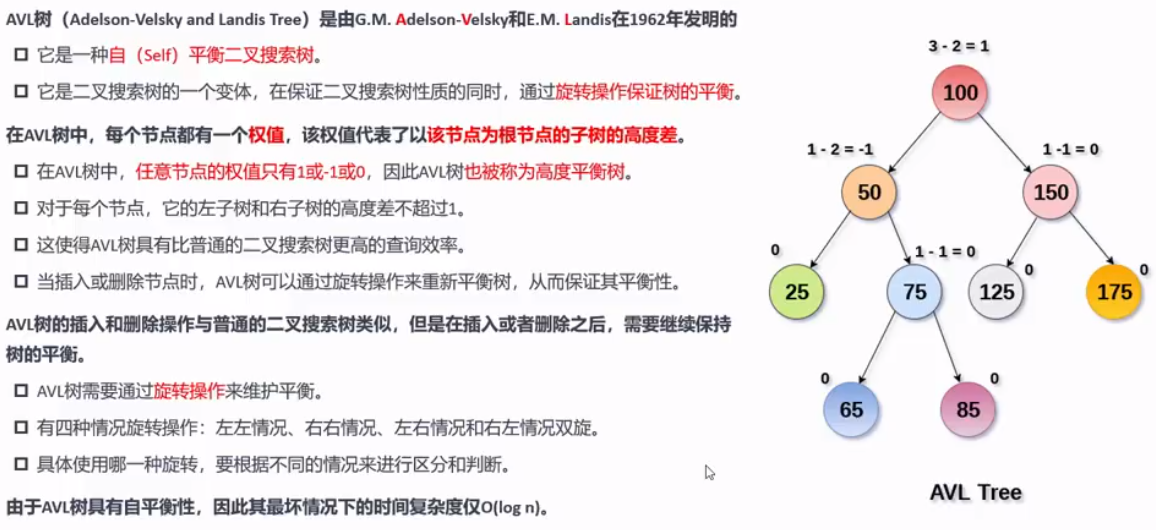 AVL树（Adelson-Velsky and Landis Tree）是由G.M. Adelson-Velsky和E.M. Landis在1962年发明的
它是一种自（Self）平衡二叉搜索树。
它是二叉搜索树的一个变体，在保证二叉搜索树性质的同时，通过旋转操作保证树的平衡。
在AVL树中，每个节点都有一个权值，该权值代表了以该节点为根节点的子树的高度差。
在AVL树中，任意节点的权值只有1或-1或0，因此AVL树也被称为高度平衡树。
对于每个节点，它的左子树和右子树的高度差不超过1。
这使得AVL树具有比普通的二叉搜索树更高的查询效率。
当插入或删除节点时，AVL树可以通过旋转操作来重新平衡树，从而保证其平衡性。
AVL树的插入和删除操作与普通的二叉搜索树类似，但是在插入或者删除之后，需要继续保持
树的平衡。
AVL树需要通过旋转操作来维护平衡。
有四种情况旋转操作：左左情况、右右情况、左右情况和右左情况双旋。
具体使用哪一种旋转，要根据不同的情况来进行区分和判断。
由于AVL树具有自平衡性，因此其最坏情况下的时间复杂度仅O(log n)。
3 - 2 = 1
100
1 - 2 = -1
1 -1 = 0
50
150
0
1 - 1 = 0
0
0
25
75
125
175
0
0
65
85
AVL Tree